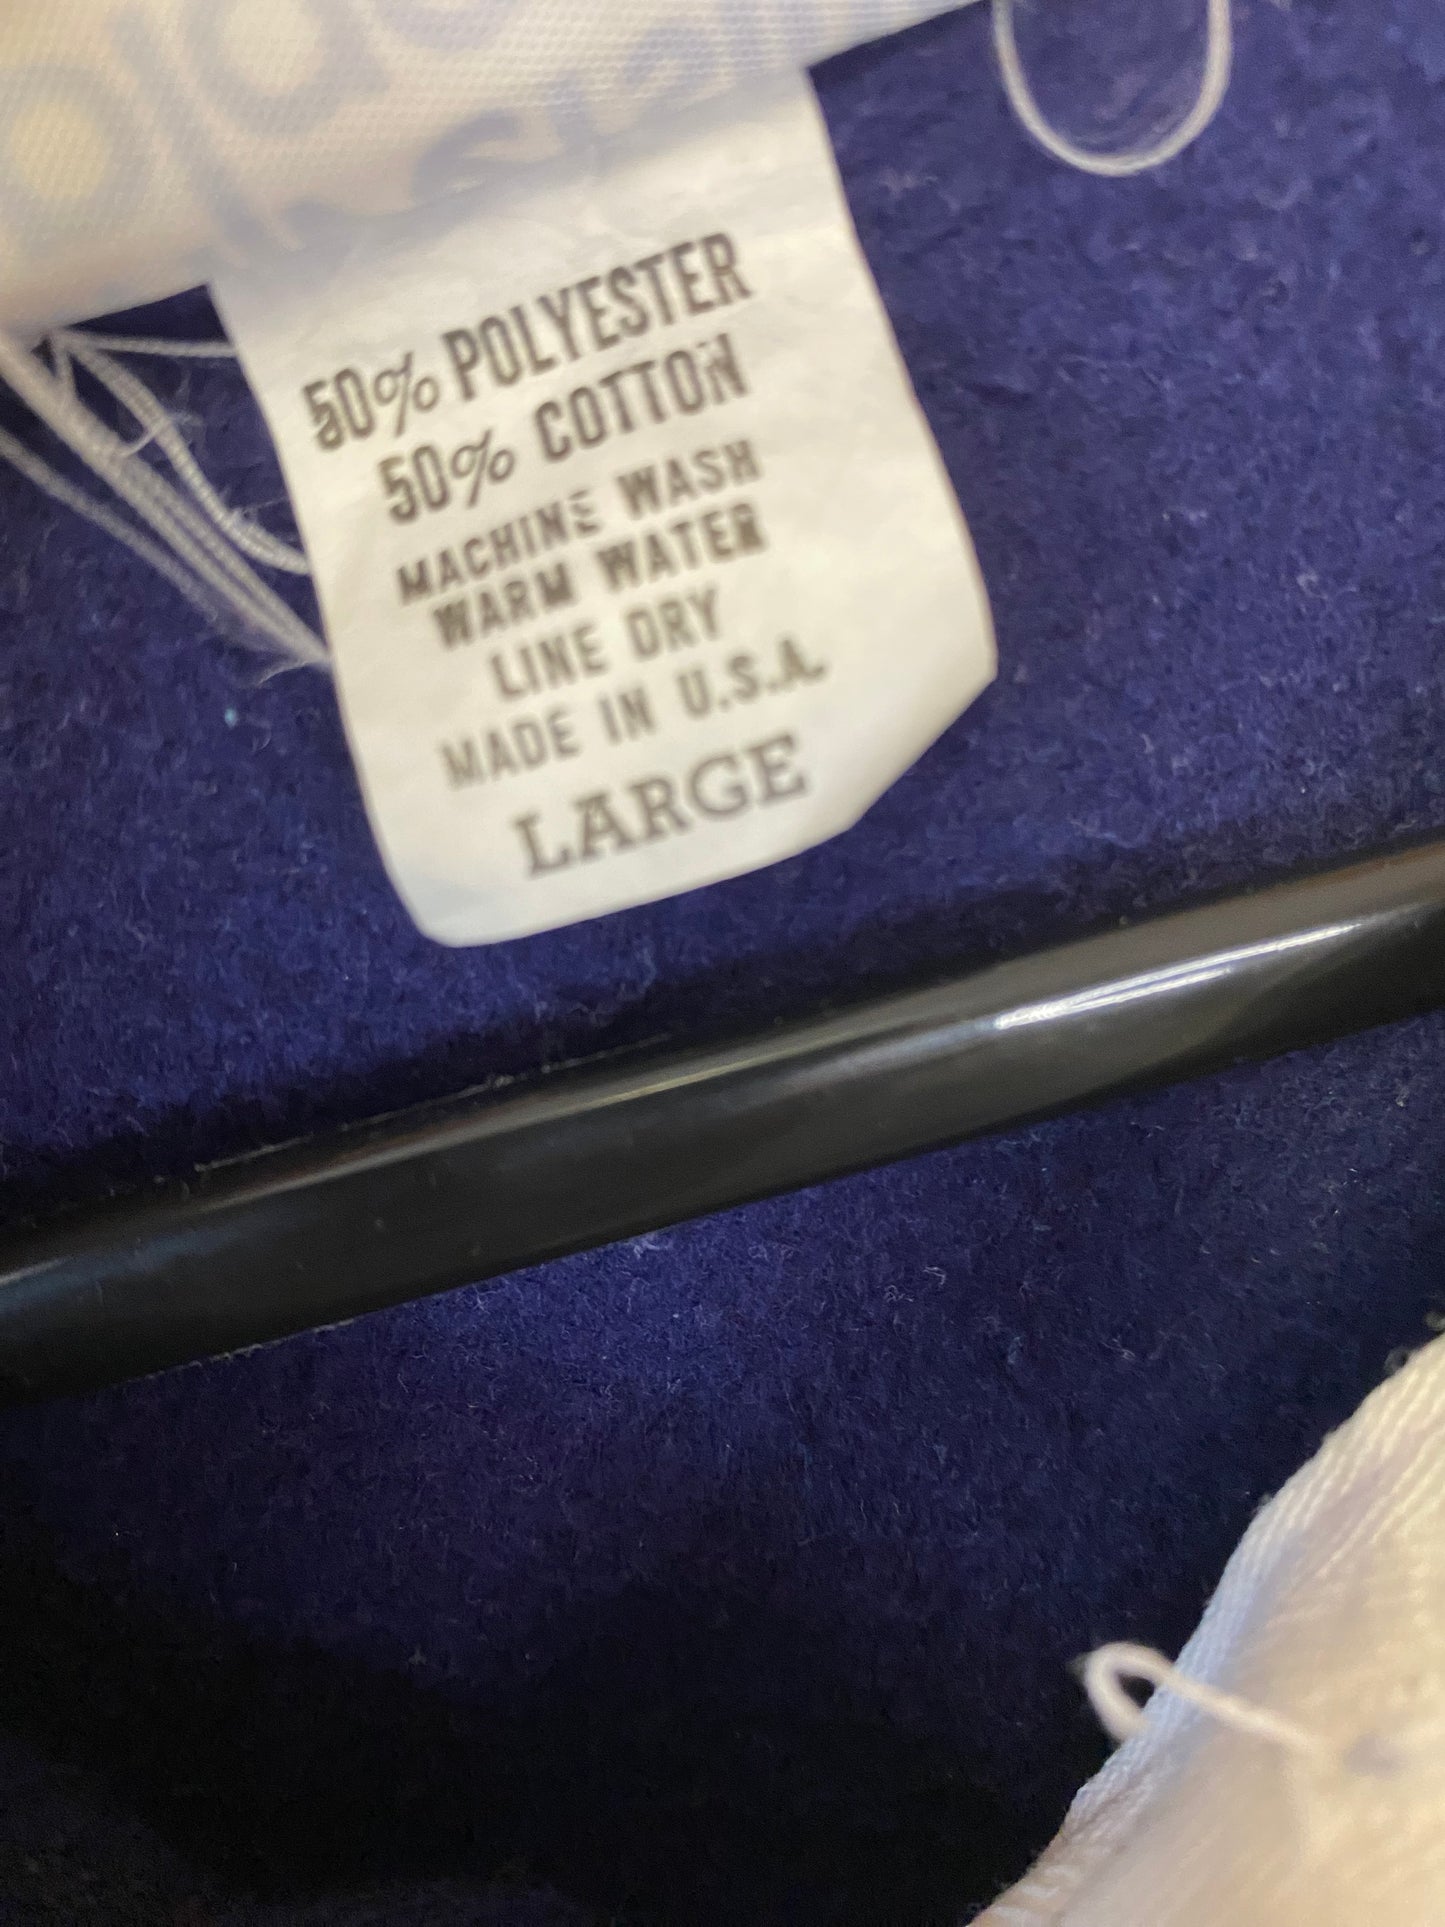 50% POLYESTER
50% COTTON
MACHINE WASH
WARM WATER
LINE DRY
MADE IN U.S.A.
LARGE